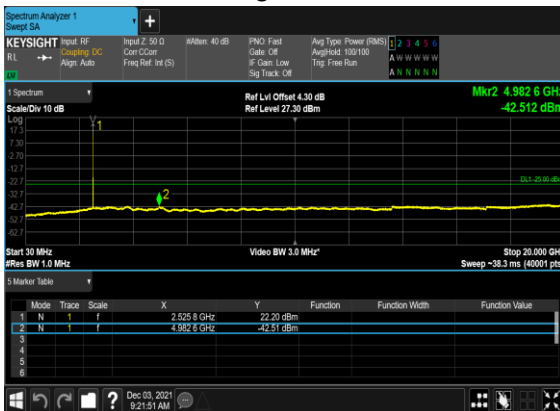 Spectrum Analyzer 1
Swept SA
KEYSIGHT Input: RF Input Z: 50 Ω #Atten: 40 dB PNO: Fast Avg Type: Power (RMS) 1 2 3 4 5 6
RL Coupling: DC Corr CCorr Gate: Off Avg|Hold: 100/100 A W W W W W
Align: Auto Freq Ref: Int (S) IF Gain: Low Trig: Free Run
LV Sig Track: Off A N N N N N
1 Spectrum Ref Lvl Offset 4.30 dB Mkr2 4.982 6 GHz
Scale/Div 10 dB Ref Level 27.30 dBm -42.512 dBm
Log
17.3
1
7.30
-2.70
-12.7
-22.7 DL1 -25.00 dBm
-32.7
2
-42.7
-52.7
-62.7
Start 30 MHz Video BW 3.0 MHz* Stop 20.000 GHz
#Res BW 1.0 MHz Sweep ~38.3 ms (40001 pts)
5 Marker Table
Mode Trace Scale X Y Function Function Width Function Value
1 N 1 f 2.525 8 GHz 22.20 dBm
2 N 1 f 4.982 6 GHz -42.51 dBm
3
4
5
6
? Dec 03, 2021
9:21:51 AM